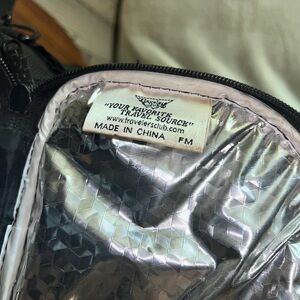 "YOUR FAVORITE
TRAVEL SOURCE"
www.travelersclub.com
MADE IN CHINA FM